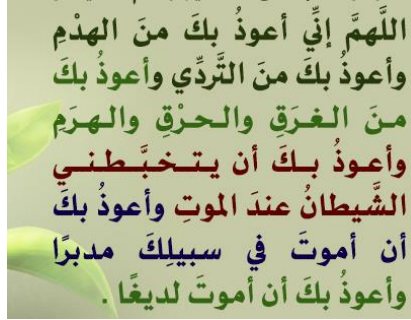 اللَّهمَّ إنِّي أعوذُ بكَ منَ الهدْمِ
وأعوذُ بكَ منَ التَّردِّي وأعوذُ بكَ
منَ الغرَقِ والحرْقِ والهرَمِ
وأعوذُ بكَ أن يتخبَّطني
الشَّيطانُ عندَ الموتِ وأعوذُ بكَ
أن أموتَ في سبيلِكَ مدبرًا
وأعوذُ بكَ أن أموتَ لديغًا .